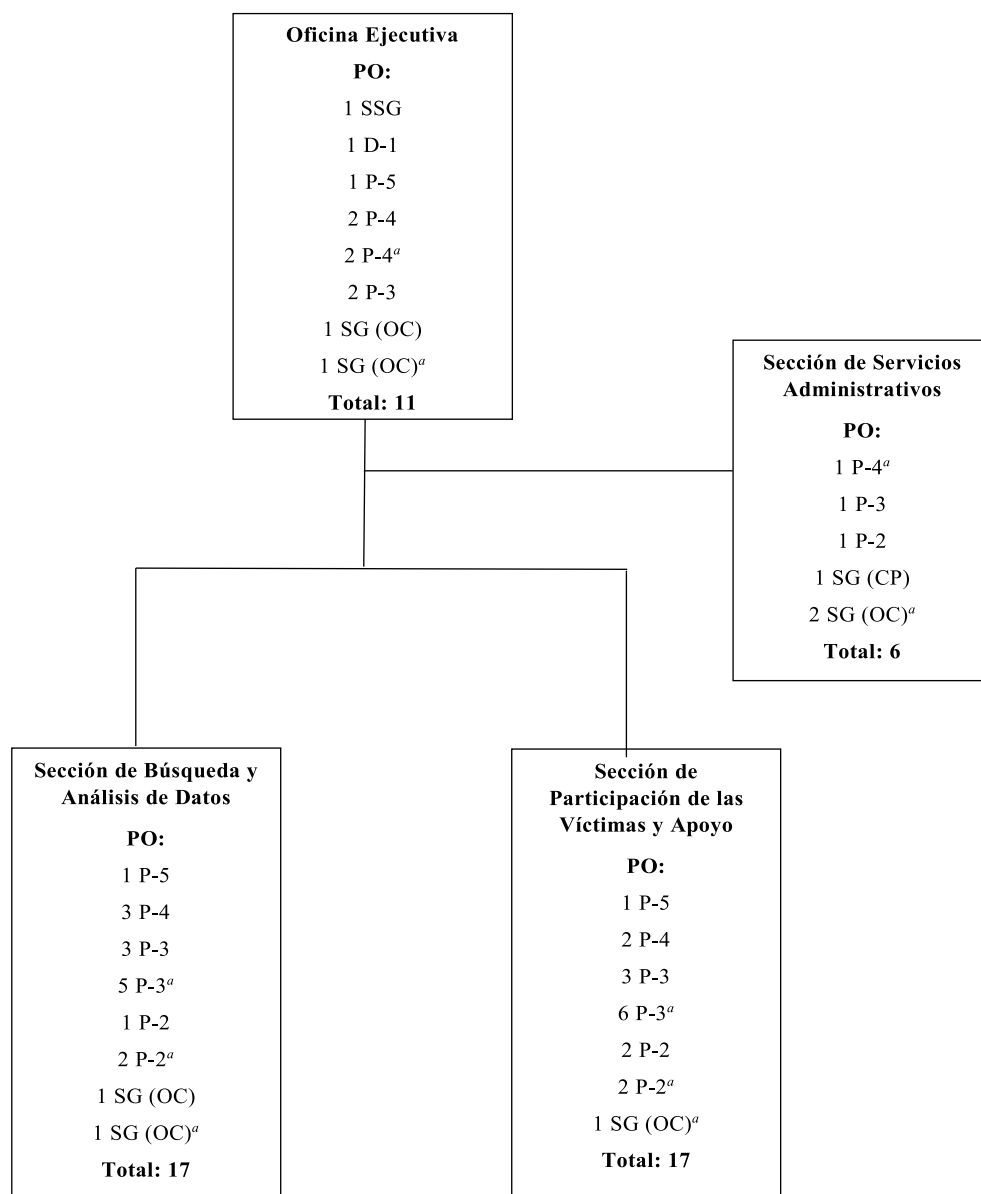 Oficina Ejecutiva
PO:
1 SSG
1 D-1
1 P-5
2 P-4
2 P-4ª
2 P-3
1 SG (OC)
1 SG (OC)ª
Total: 11
Sección de Servicios
Administrativos
PO:
1 P-4ª
1 P-3
1 P-2
1 SG (CP)
2 SG (OC)ª
Total: 6
Sección de Búsqueda y
Análisis de Datos
PO:
1 P-5
3 P-4
3 P-3
5 P-3ª
1 P-2
2 P-2ª
1 SG (OC)
1 SG (OC)ª
Total: 17
Sección de
Participación de las
Víctimas y Apoyo
PO:
1 P-5
2 P-4
3 P-3
6 P-3ª
2 P-2
2 P-2ª
1 SG (OC)ª
Total: 17